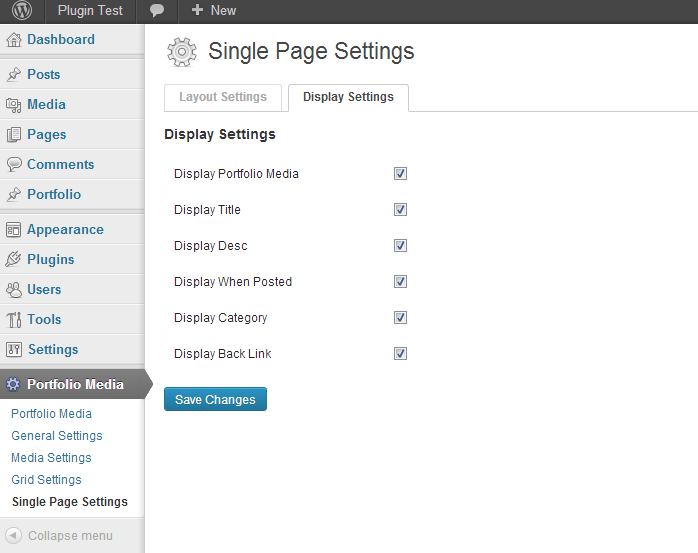 Plugin Test + New
Dashboard
Posts
Media
Pages
Comments
Portfolio
Appearance
Plugins
Users
Tools
Settings
Portfolio Media
Portfolio Media
General Settings
Media Settings
Grid Settings
Single Page Settings
Collapse menu
Single Page Settings
Layout Settings Display Settings
Display Settings
Display Portfolio Media
Display Title
Display Desc
Display When Posted
Display Category
Display Back Link
Save Changes